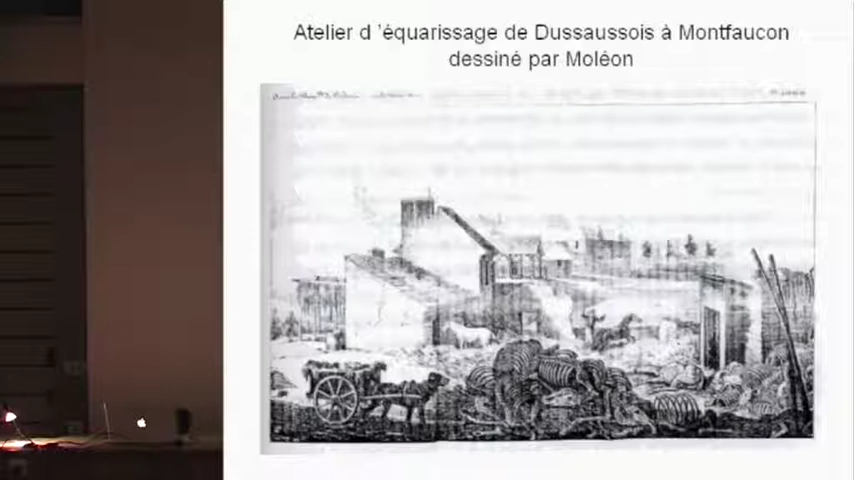 Atelier d 'équarissage de Dussaussois à Montfaucon
dessiné par Moléon